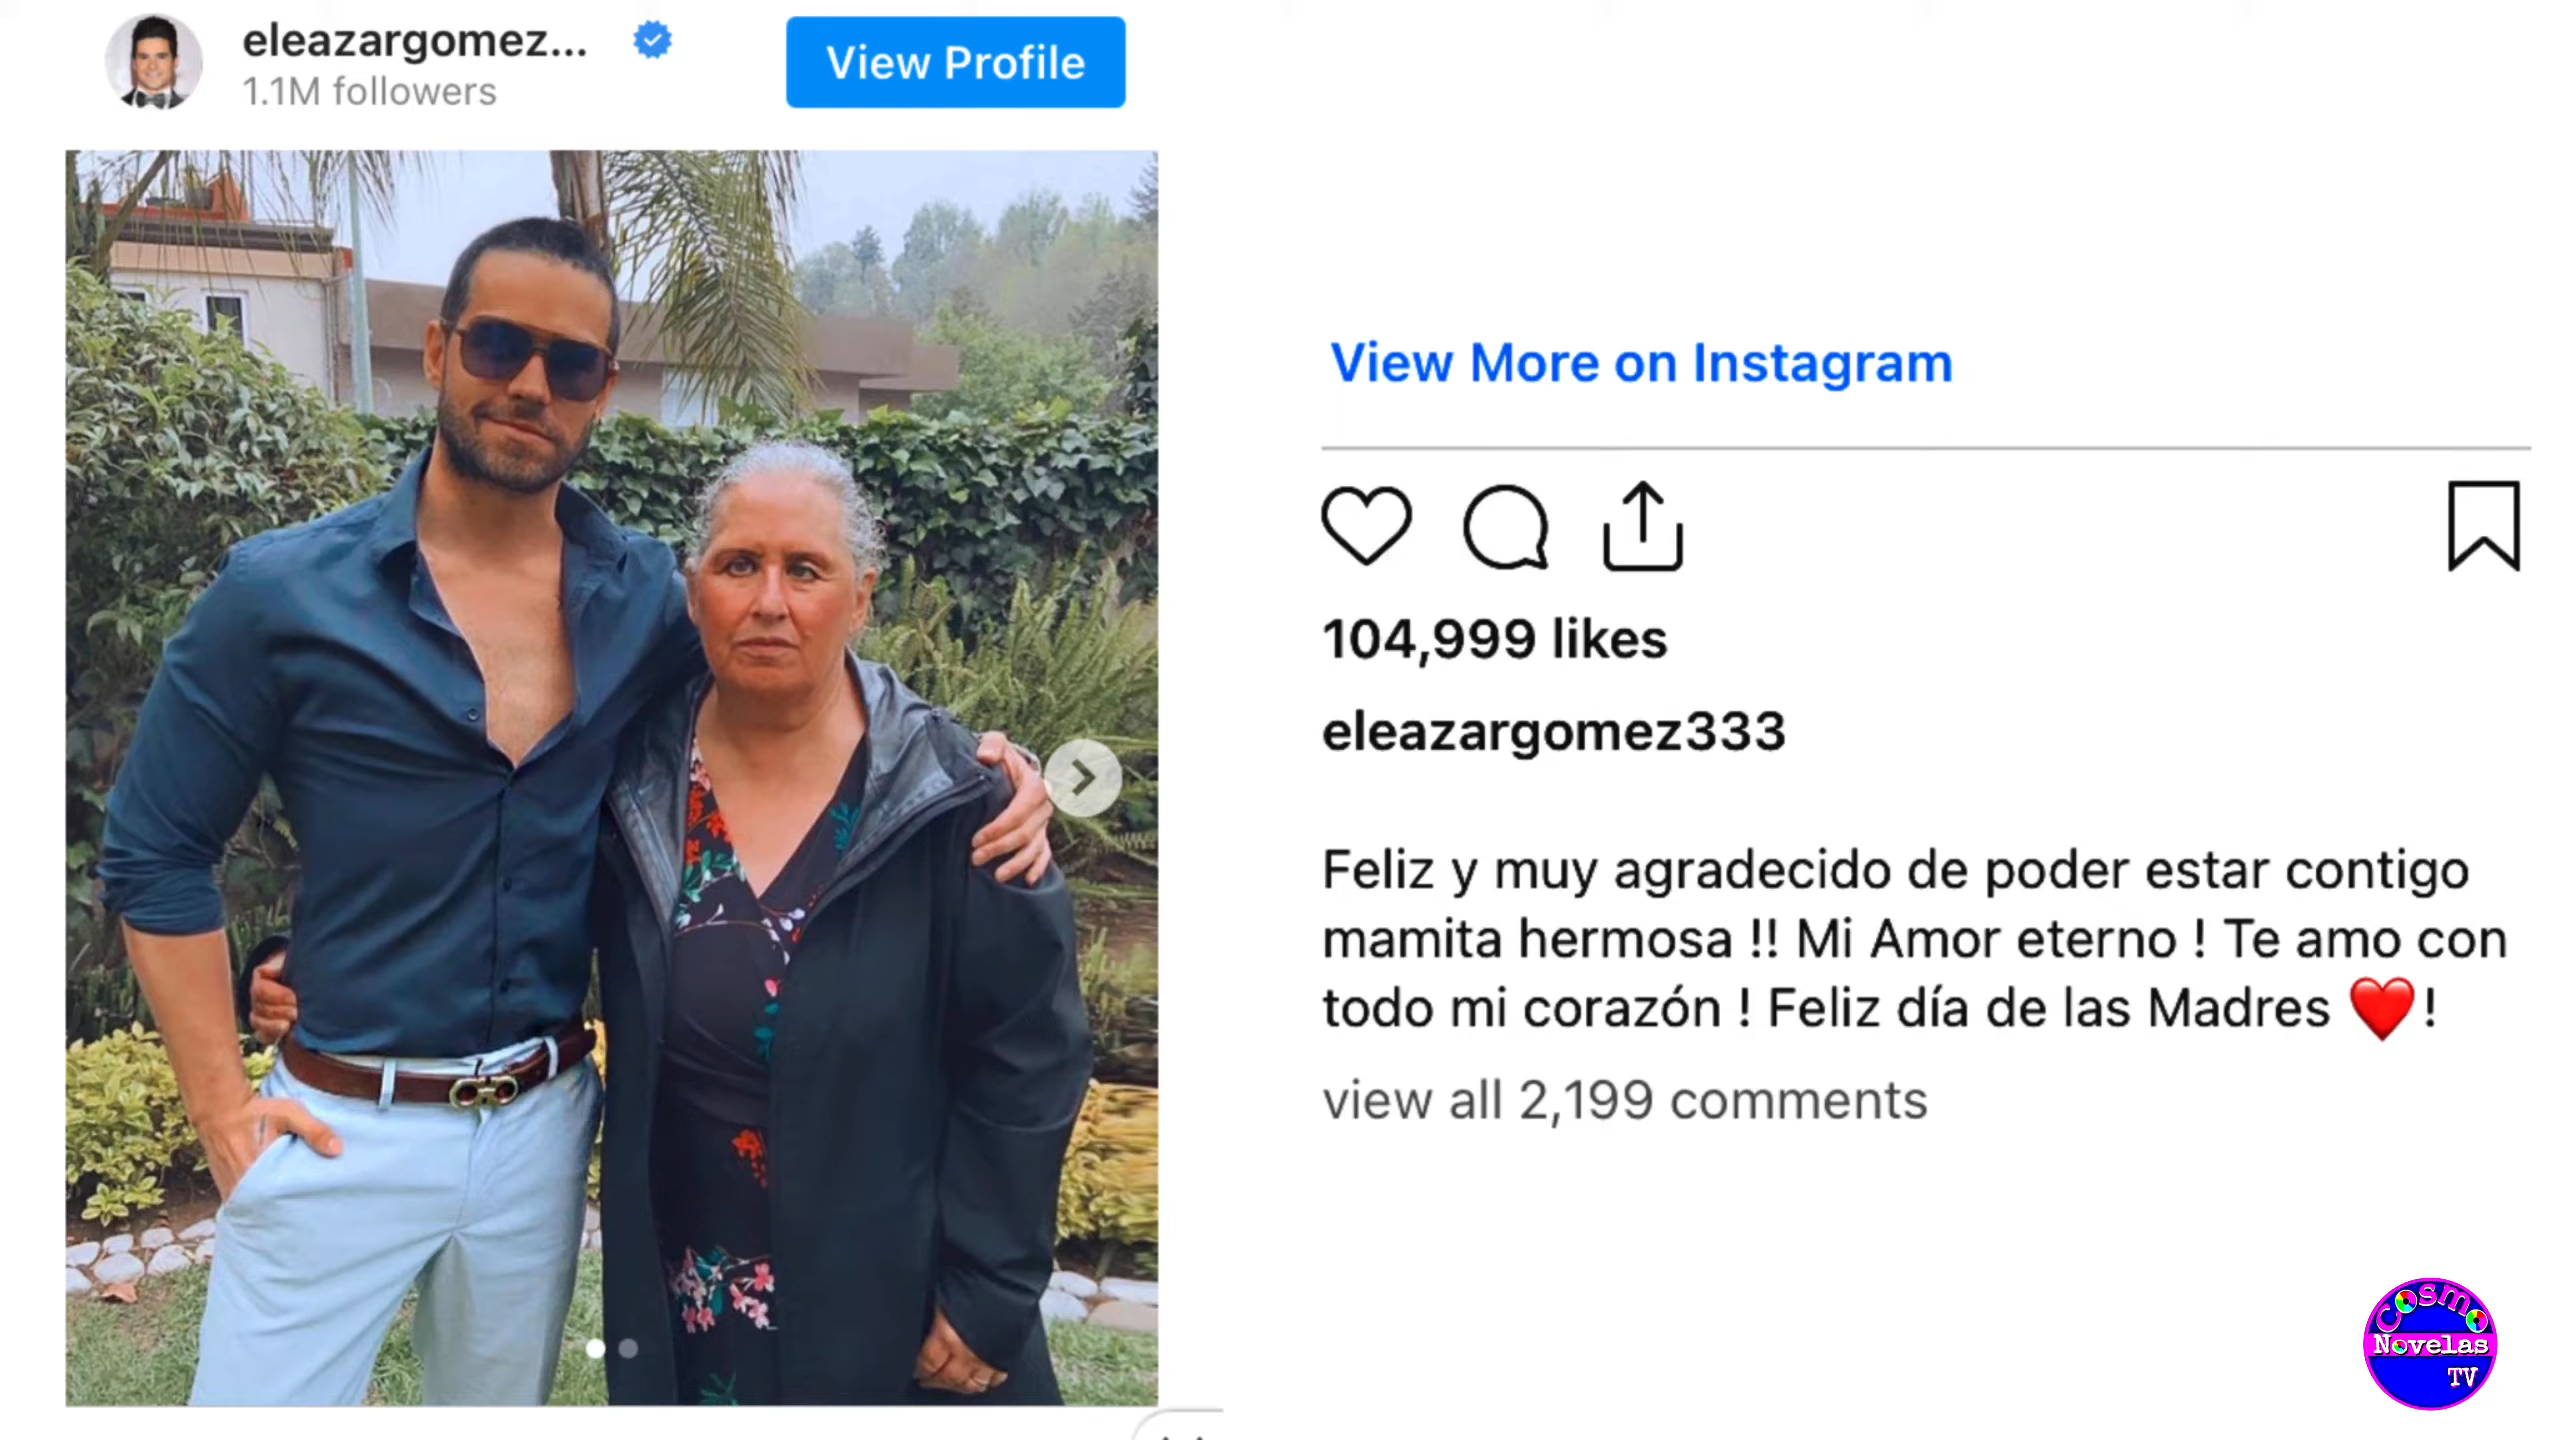 eleazargomez...
1.1M followers
View Profile
View More on Instagram
104,999 likes
eleazargomez333
Feliz y muy agradecido de poder estar contigo
mamita hermosa !! Mi Amor eterno ! Te amo con
todo mi corazón ! Feliz día de las Madres ❤️ !
view all 2,199 comments
Cosmo
Novelas
TV